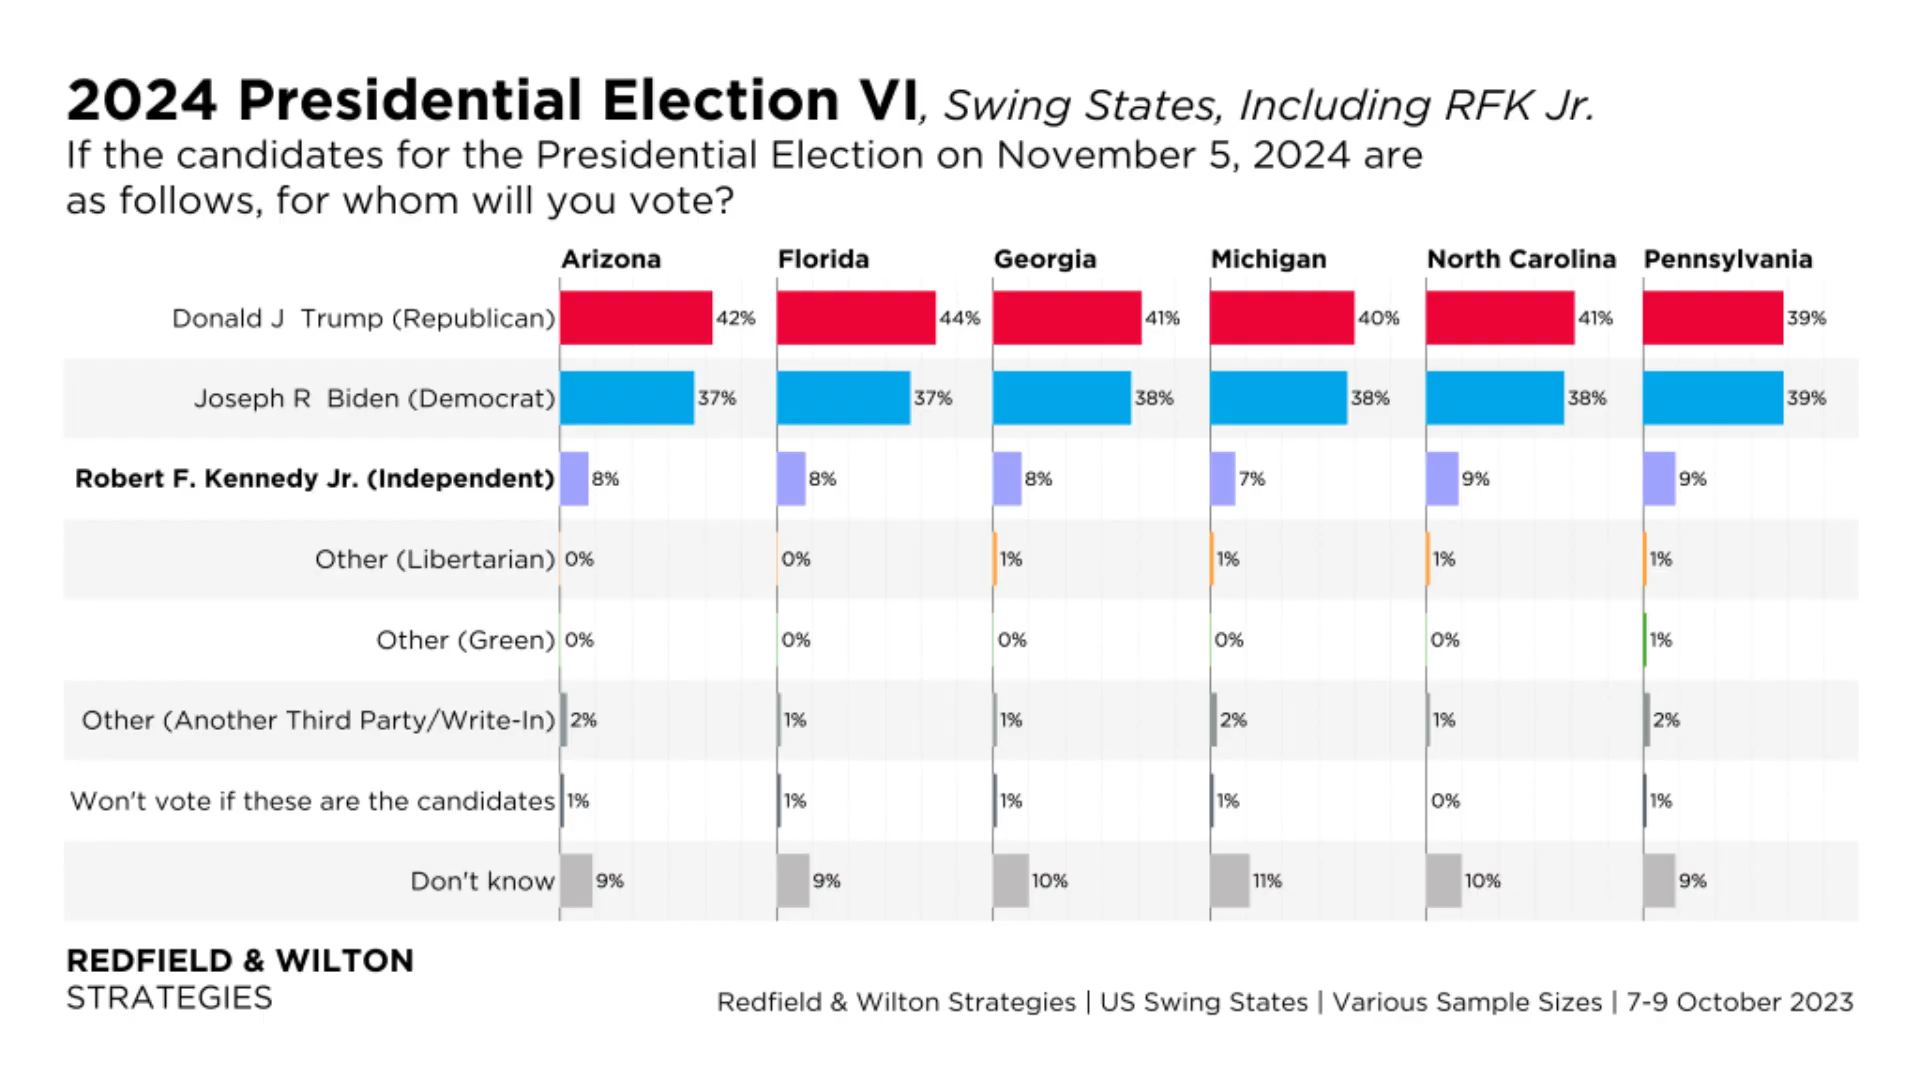 2024 Presidential Election VI, Swing States, Including RFK Jr.
If the candidates for the Presidential Election on November 5, 2024 are
as follows, for whom will you vote?
Arizona Florida Georgia Michigan North Carolina Pennsylvania
Donald J Trump (Republican) 42% 44% 41% 40% 41% 39%
Joseph R Biden (Democrat) 37% 37% 38% 38% 38% 39%
Robert F. Kennedy Jr. (Independent) 8% 8% 8% 7% 9% 9%
Other (Libertarian) 0% 0% 1% 1% 1% 1%
Other (Green) 0% 0% 0% 0% 0% 1%
Other (Another Third Party/Write-In) 2% 1% 1% 2% 1% 2%
Won't vote if these are the candidates 1% 1% 1% 1% 0% 1%
Don't know 9% 9% 10% 11% 10% 9%
REDFIELD & WILTON
STRATEGIES
Redfield & Wilton Strategies | US Swing States | Various Sample Sizes | 7-9 October 2023